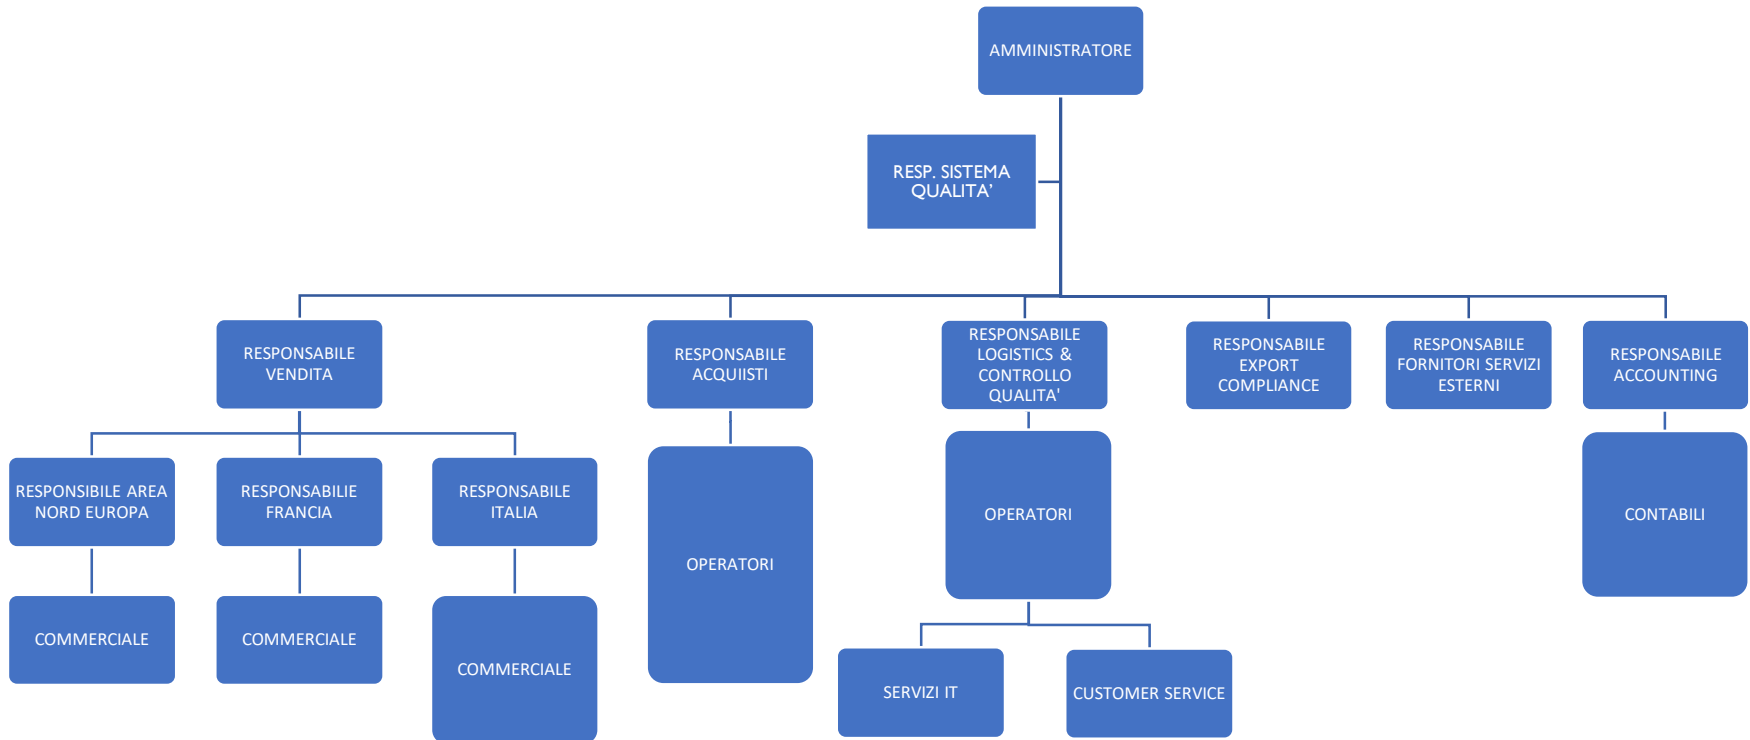 AMMINISTRATORE
RESP. SISTEMA
QUALITA’
RESPONSABILE
VENDITA
RESPONSABILE
ACQUIISTI
RESPONSABILE
LOGISTICS &
CONTROLLO
QUALITA'
RESPONSABILE
EXPORT
COMPLIANCE
RESPONSABILE
FORNITORI SERVIZI
ESTERNI
RESPONSABILE
ACCOUNTING
RESPONSIBILE AREA
NORD EUROPA
RESPONSABILIE
FRANCIA
RESPONSABILE
ITALIA
OPERATORI
OPERATORI
CONTABILI
COMMERCIALE
COMMERCIALE
COMMERCIALE
SERVIZI IT
CUSTOMER SERVICE